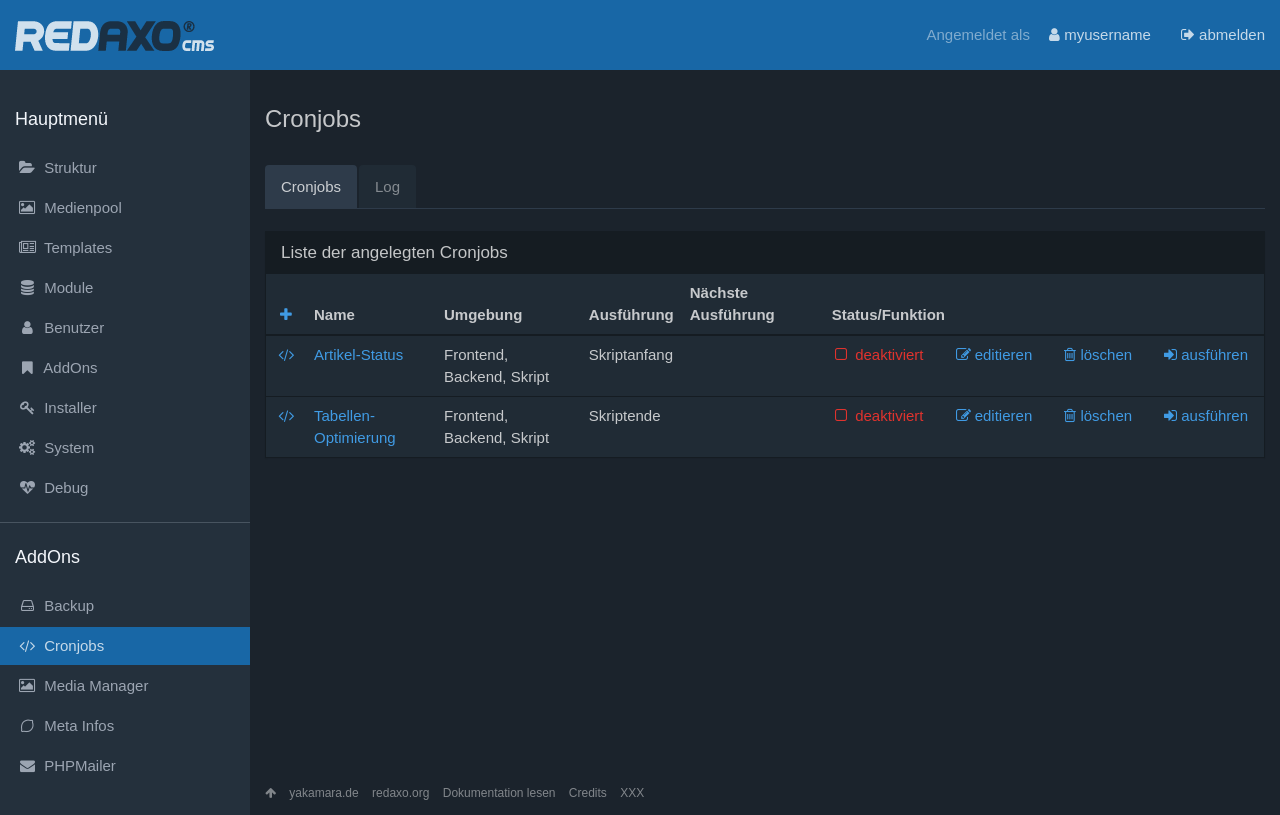 REDAXO® cms
Angemeldet als myusername abmelden
Hauptmenü
Struktur
Medienpool
Templates
Module
Benutzer
AddOns
Installer
System
Debug
AddOns
Backup
Cronjobs
Media Manager
Meta Infos
PHPMailer
Cronjobs
Cronjobs Log
Liste der angelegten Cronjobs
Nächste
Name Umgebung Ausführung Ausführung Status/Funktion
Artikel-Status Frontend, Skriptanfang deaktiviert editieren löschen ausführen
Backend, Skript
Tabellen- Frontend, Skriptende deaktiviert editieren löschen ausführen
Optimierung Backend, Skript
yakamara.de redaxo.org Dokumentation lesen Credits XXX